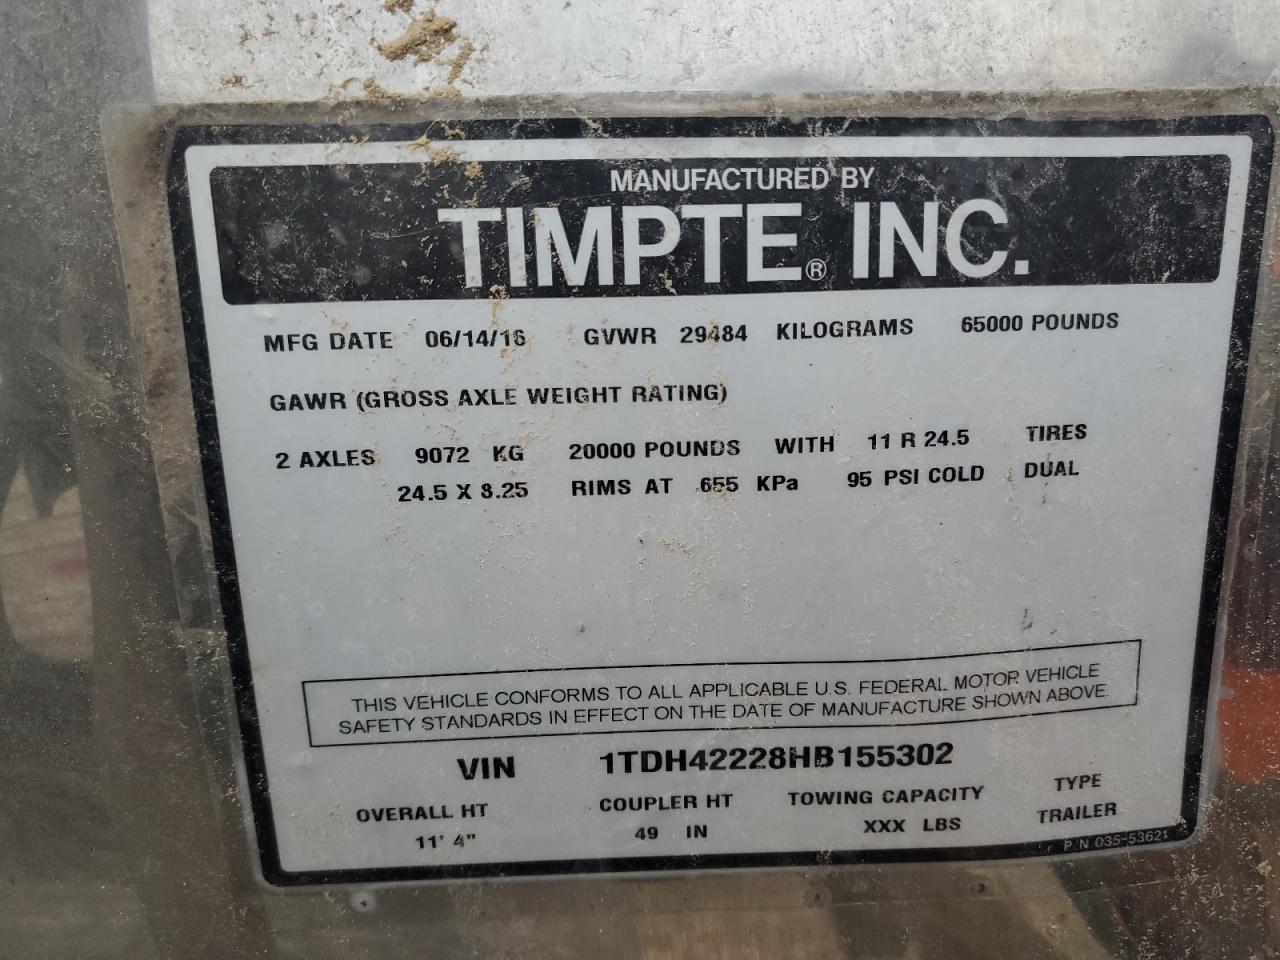 MANUFACTURED BY
TIMPTE® INC.
MFG DATE 06/14/16 GVWR 29484 KILOGRAMS 65000 POUNDS
GAWR (GROSS AXLE WEIGHT RATING)
2 AXLES 9072 KG 20000 POUNDS WITH 11 R 24.5 TIRES
24.5 X 8.25 RIMS AT 655 KPa 95 PSI COLD DUAL
THIS VEHICLE CONFORMS TO ALL APPLICABLE U.S. FEDERAL MOTOR VEHICLE
SAFETY STANDARDS IN EFFECT ON THE DATE OF MANUFACTURE SHOWN ABOVE.
VIN 1TDH42228HB155302
OVERALL HT COUPLER HT TOWING CAPACITY TYPE
11' 4" 49 IN XXX LBS TRAILER
P/N 035-53621